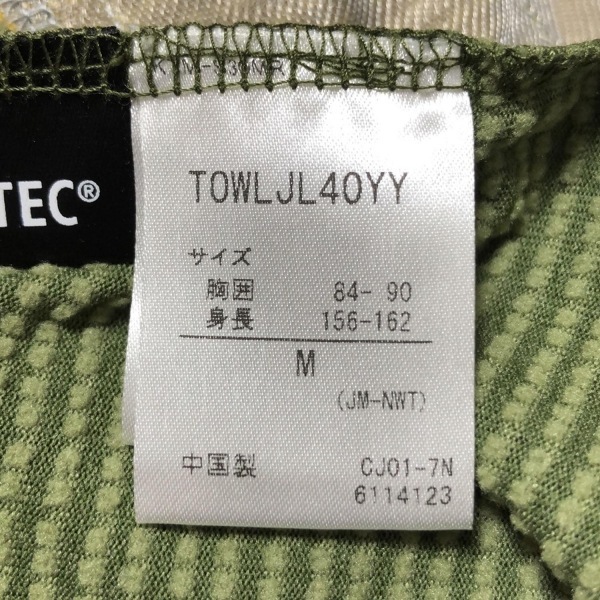 TEC®
TOWLJL40YY
サイズ
胸囲 84- 90
身長 156-162
M
(JM-NWT)
中国製 CJ01-7N
6114123